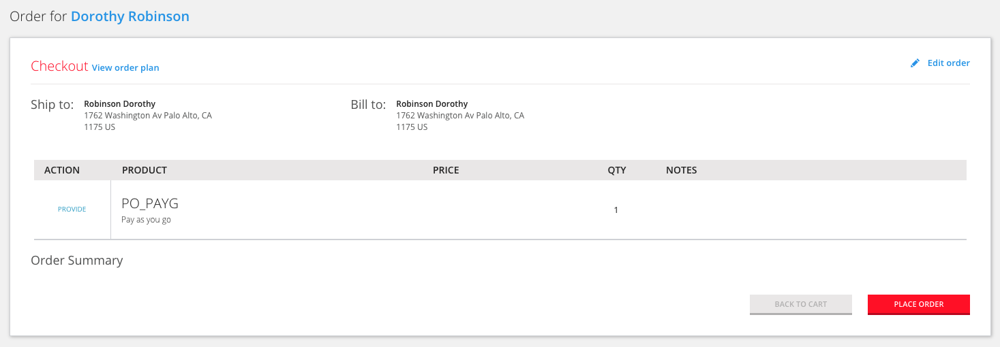 Order for Dorothy Robinson
Checkout View order plan
Edit order
Ship to: Robinson Dorothy
1762 Washington Av Palo Alto, CA
1175 US
Bill to: Robinson Dorothy
1762 Washington Av Palo Alto, CA
1175 US
ACTION PRODUCT PRICE QTY NOTES
PROVIDE PO_PAYG 1
Pay as you go
Order Summary
BACK TO CART PLACE ORDER